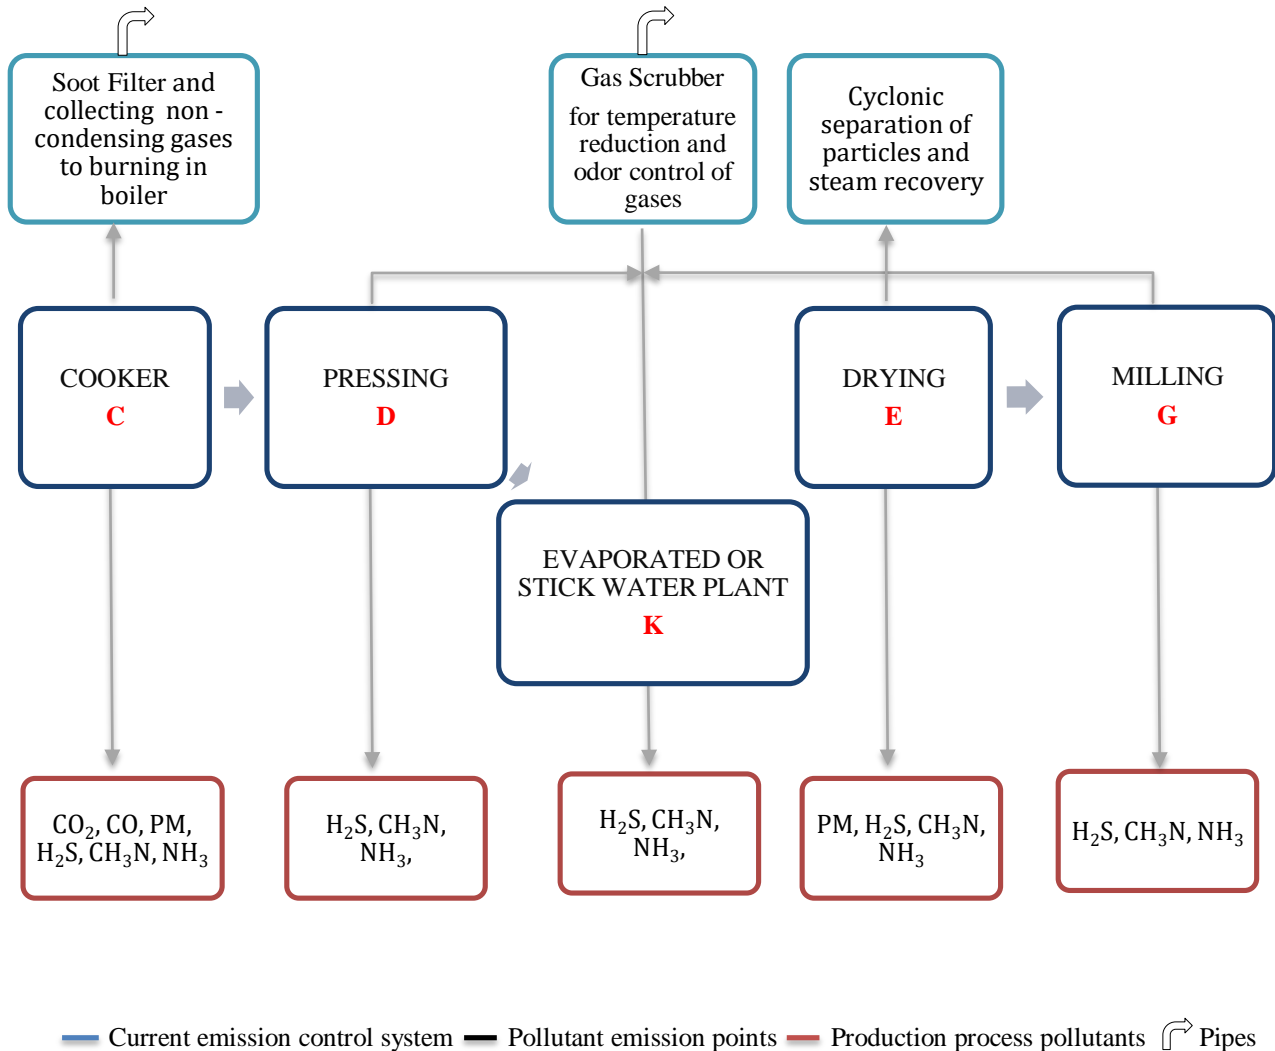 Soot Filter and
collecting non -
condensing gases
to burning in
boiler
Gas Scrubber
for temperature
reduction and
odor control of
gases
Cyclonic
separation of
particles and
steam recovery
COOKER
C
PRESSING
D
DRYING
E
MILLING
G
EVAPORATED OR
STICK WATER PLANT
K
CO₂, CO, PM,
H₂S, CH₃N, NH₃
H₂S, CH₃N,
NH₃,
H₂S, CH₃N,
NH₃,
PM, H₂S, CH₃N,
NH₃
H₂S, CH₃N, NH₃
Current emission control system Pollutant emission points Production process pollutants Pipes